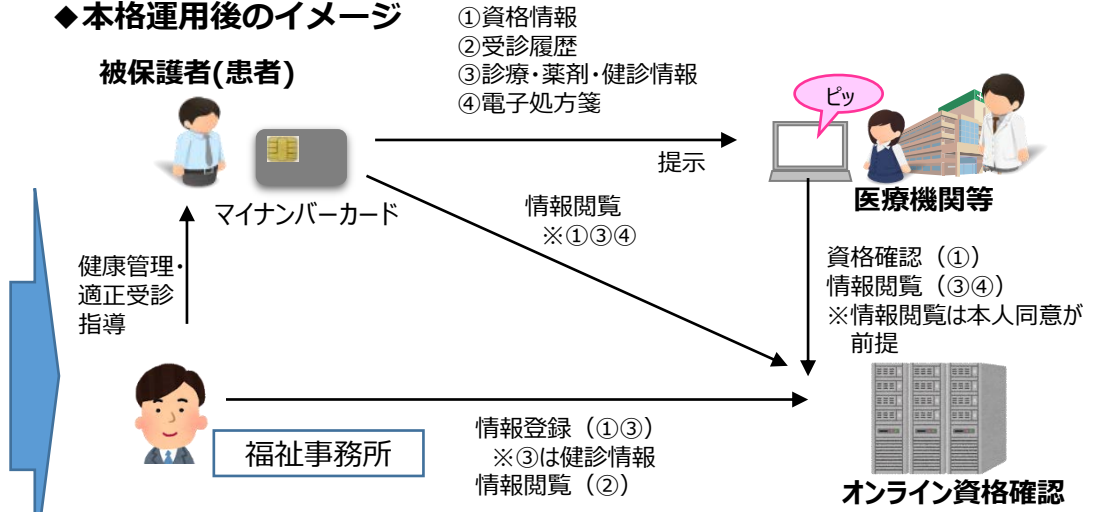 ◆本格運用後のイメージ
①資格情報
②受診履歴
③診療・薬剤・健診情報
④電子処方箋
被保護者(患者)
ピッ
提示
マイナンバーカード
医療機関等
情報閲覧
※①③④
健康管理・
適正受診
指導
資格確認（①）
情報閲覧（③④）
※情報閲覧は本人同意が
前提
福祉事務所
情報登録（①③）
※③は健診情報
情報閲覧（②）
オンライン資格確認